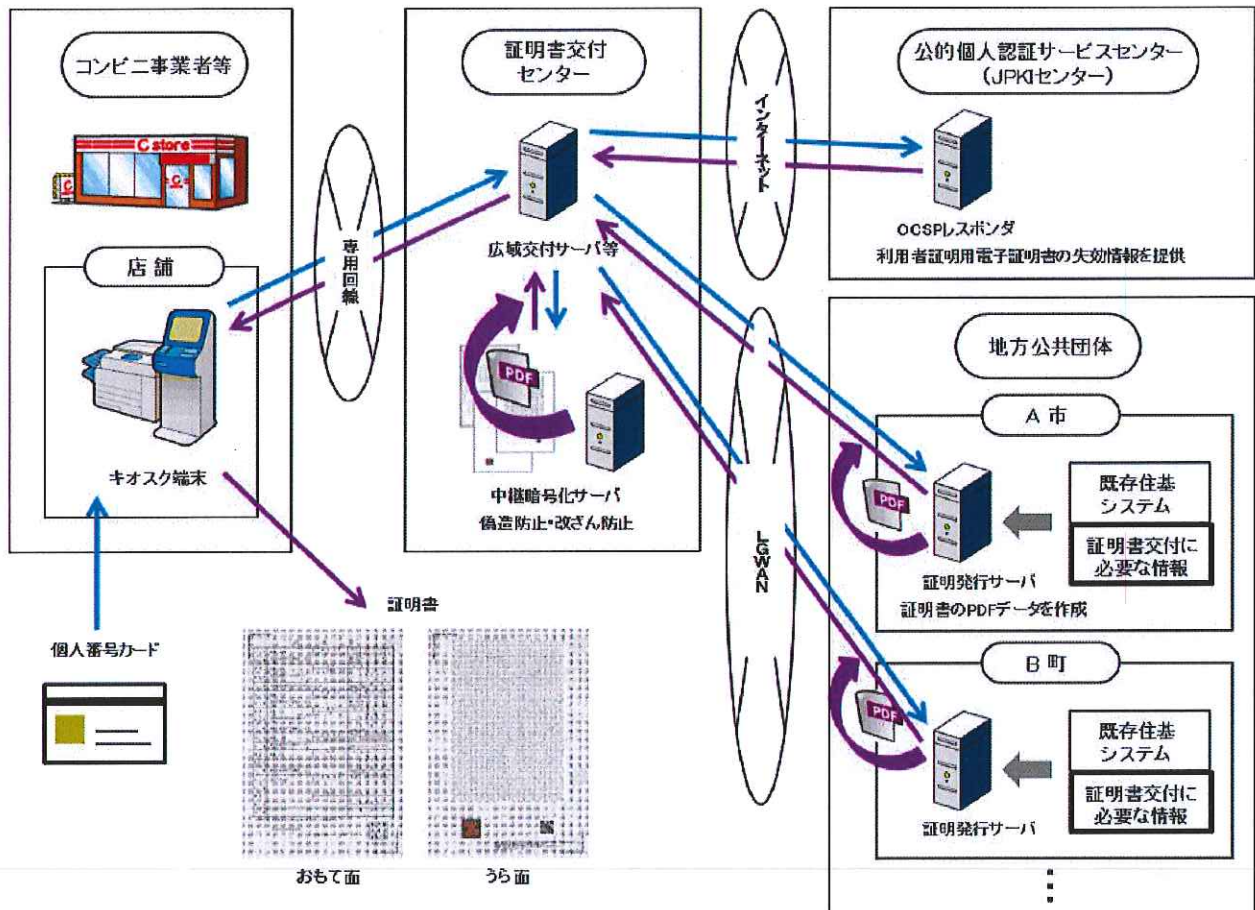 コンビニ事業者等
C store
店舗
キオスク端末
個人番号カード
専用回線
証明書交付
センター
広域交付サーバ等
PDF
中継暗号化サーバ
偽造防止・改ざん防止
証明書
おもて面
うら面
インターネット
LGWAN
公的個人認証サービスセンター
(JPKIセンター)
OCSPレスポンダ
利用者証明用電子証明書の失効情報を提供
地方公共団体
A 市
PDF
既存住基
システム
証明書交付に
必要な情報
証明発行サーバ
証明書のPDFデータを作成
B 町
PDF
既存住基
システム
証明書交付に
必要な情報
証明発行サーバ